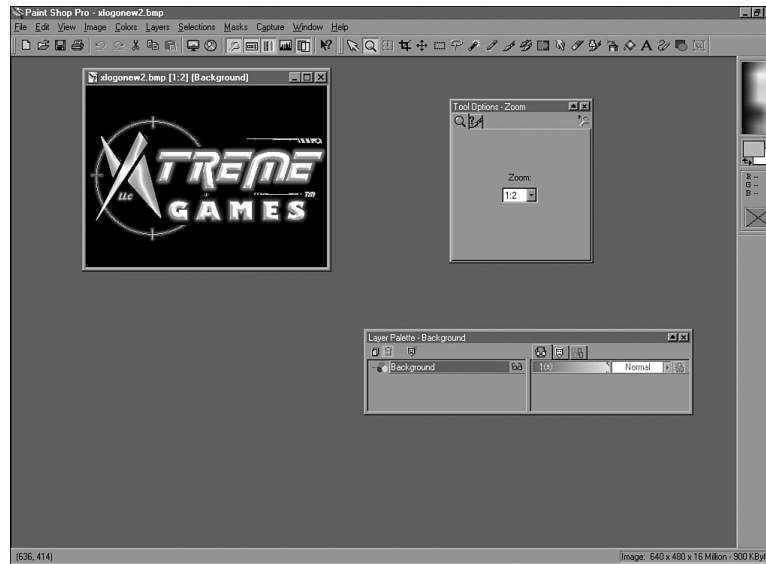 Paint Shop Pro - xlogonew2.bmp
File Edit View Image Colors Layers Selections Masks Capture Window Help
xlogonew2.bmp [1:2] (Background)
XTREME
LLc
TM
GAMES
Tool Options - Zoom
Zoom:
1:2
R --
G --
B --
Layer Palette - Background
Background
100
Normal
(636, 414)
Image: 640 x 480 x 16 Million - 900 KByt